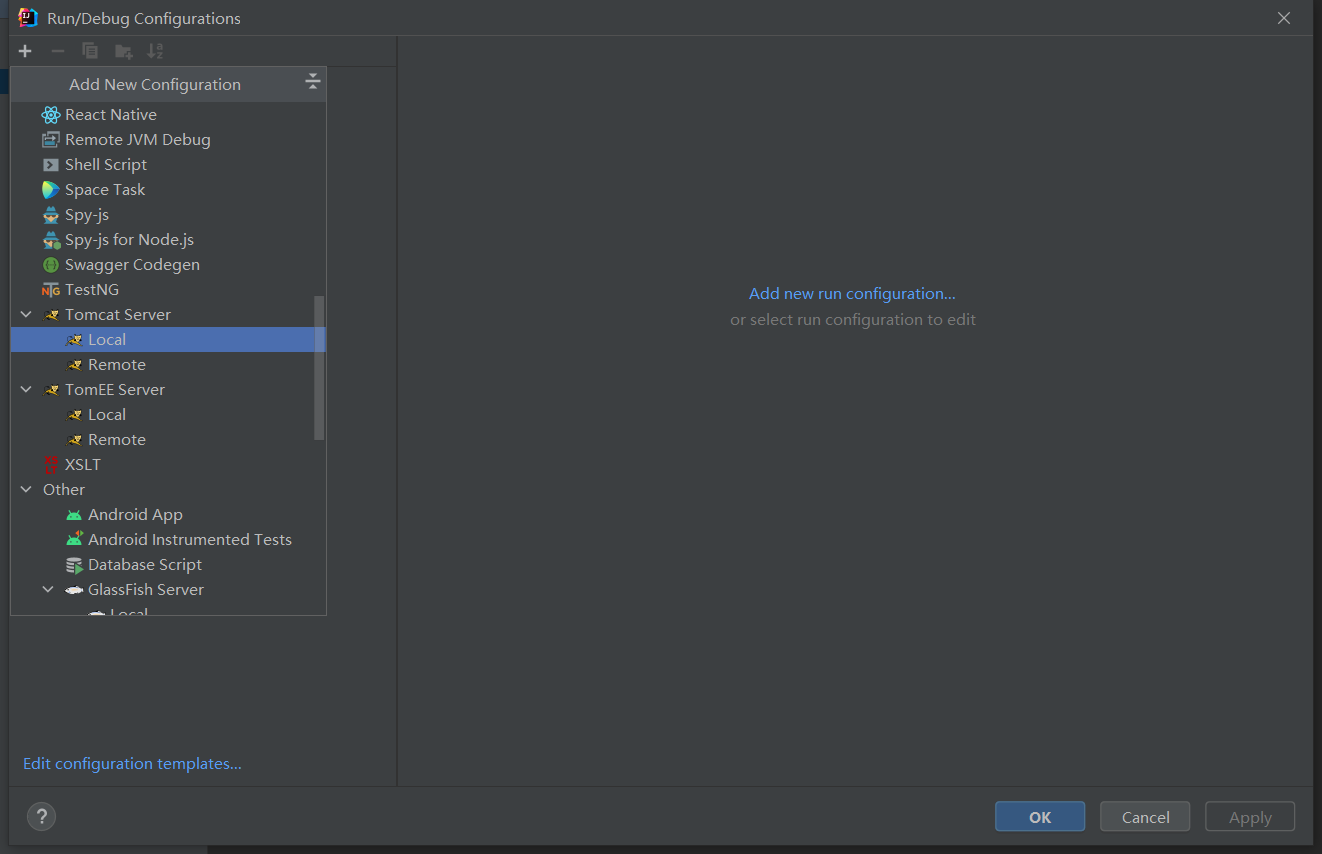 Run/Debug Configurations
Add New Configuration
React Native
Remote JVM Debug
Shell Script
Space Task
Spy-js
Spy-js for Node.js
Swagger Codegen
TestNG
Tomcat Server
Local
Remote
TomEE Server
Local
Remote
XSLT
Other
Android App
Android Instrumented Tests
Database Script
GlassFish Server
Local
Add new run configuration...
or select run configuration to edit
Edit configuration templates...
?
OK
Cancel
Apply